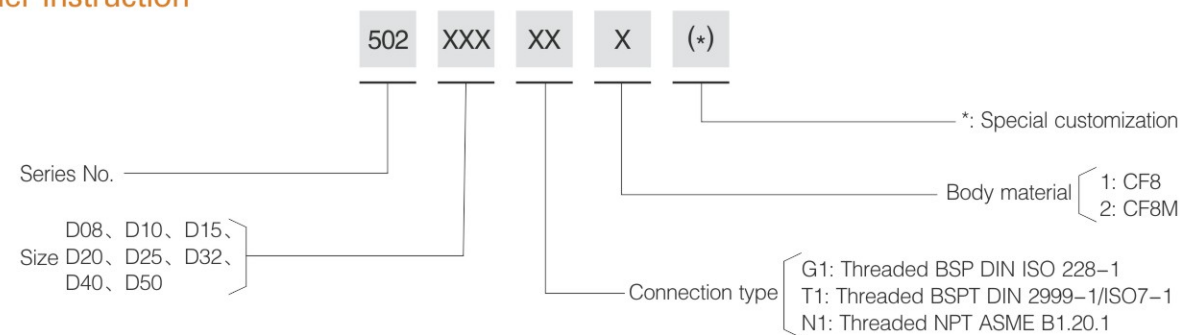 Instruction
502 XXX XX X (*)
*: Special customization
Series No.
Body material
1: CF8
2: CF8M
Size
D08、D10、D15、
D20、D25、D32、
D40、D50
Connection type
G1: Threaded BSP DIN ISO 228-1
T1: Threaded BSPT DIN 2999-1/ISO7-1
N1: Threaded NPT ASME B1.20.1